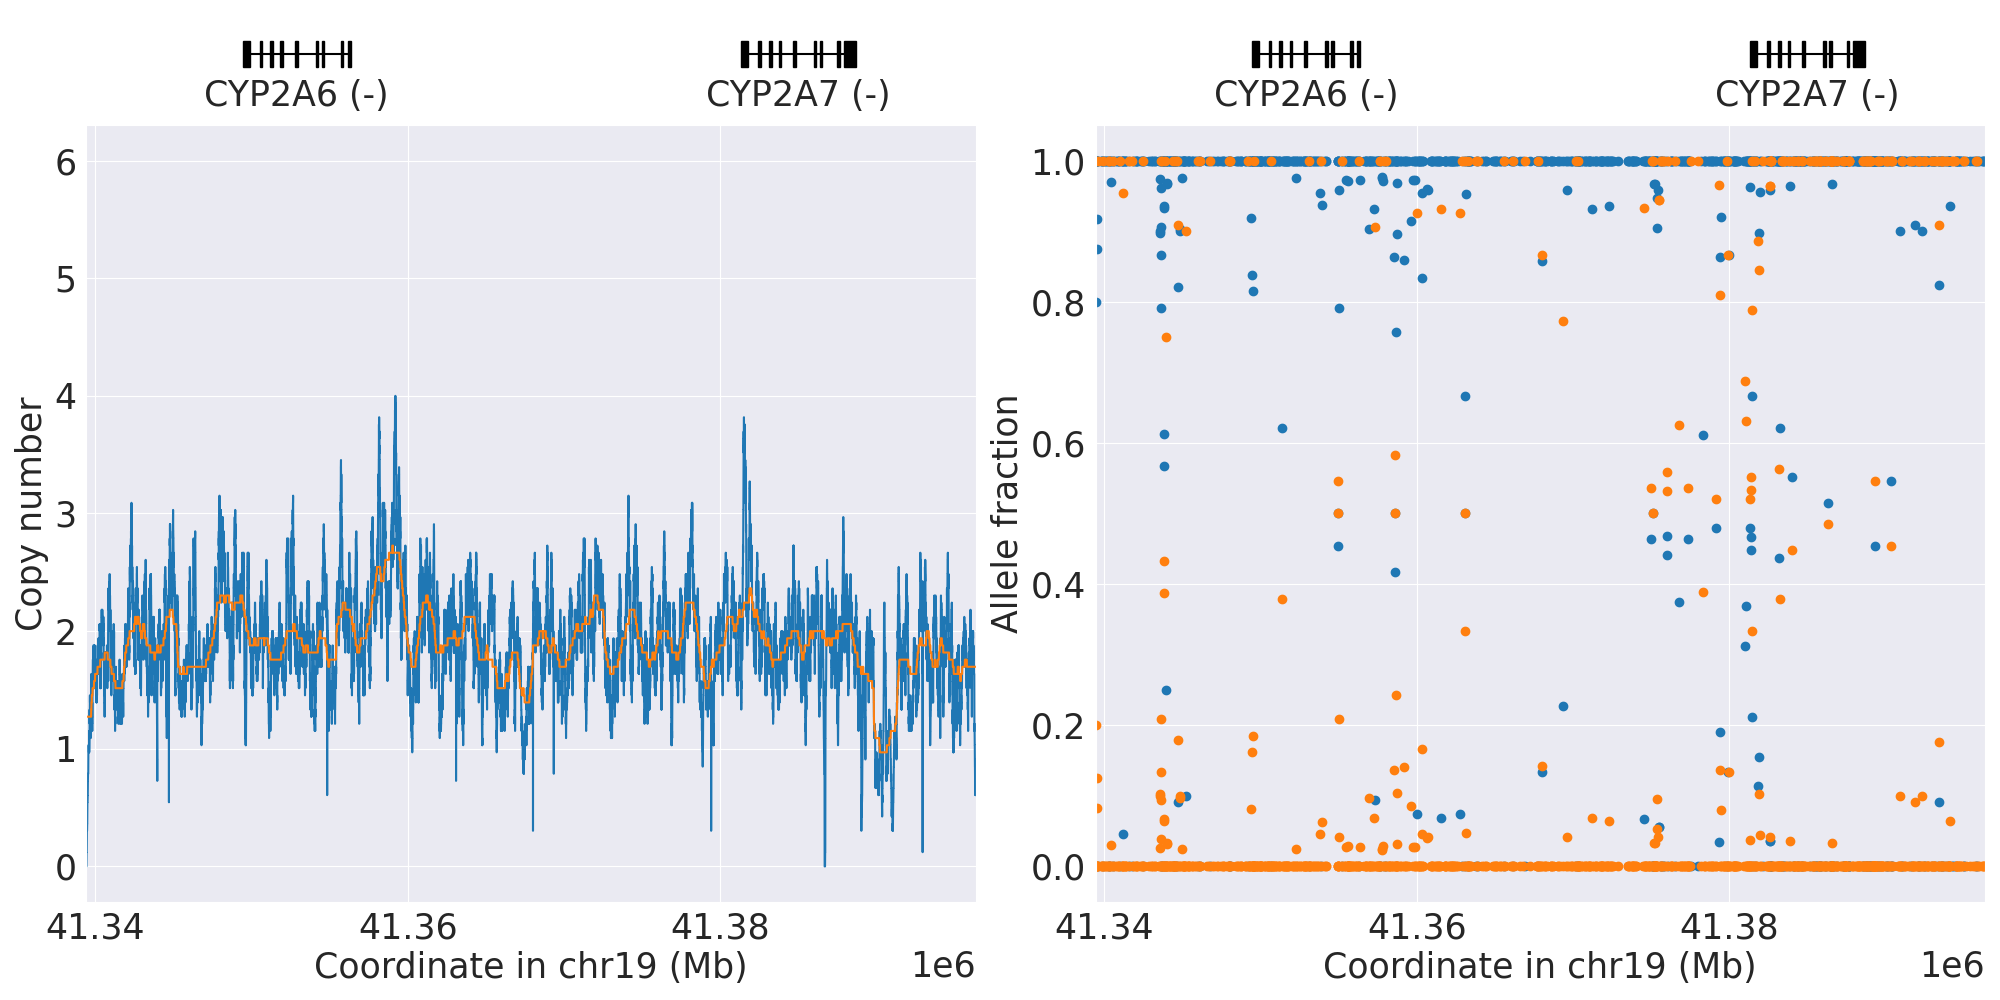 CYP2A6 (-)
CYP2A7 (-)
6
5
4
3
2
1
0
Copy number
41.34
41.36
41.38
Coordinate in chr19 (Mb)
1e6
CYP2A6 (-)
CYP2A7 (-)
1.0
0.8
0.6
0.4
0.2
0.0
Allele fraction
41.34
41.36
41.38
Coordinate in chr19 (Mb)
1e6